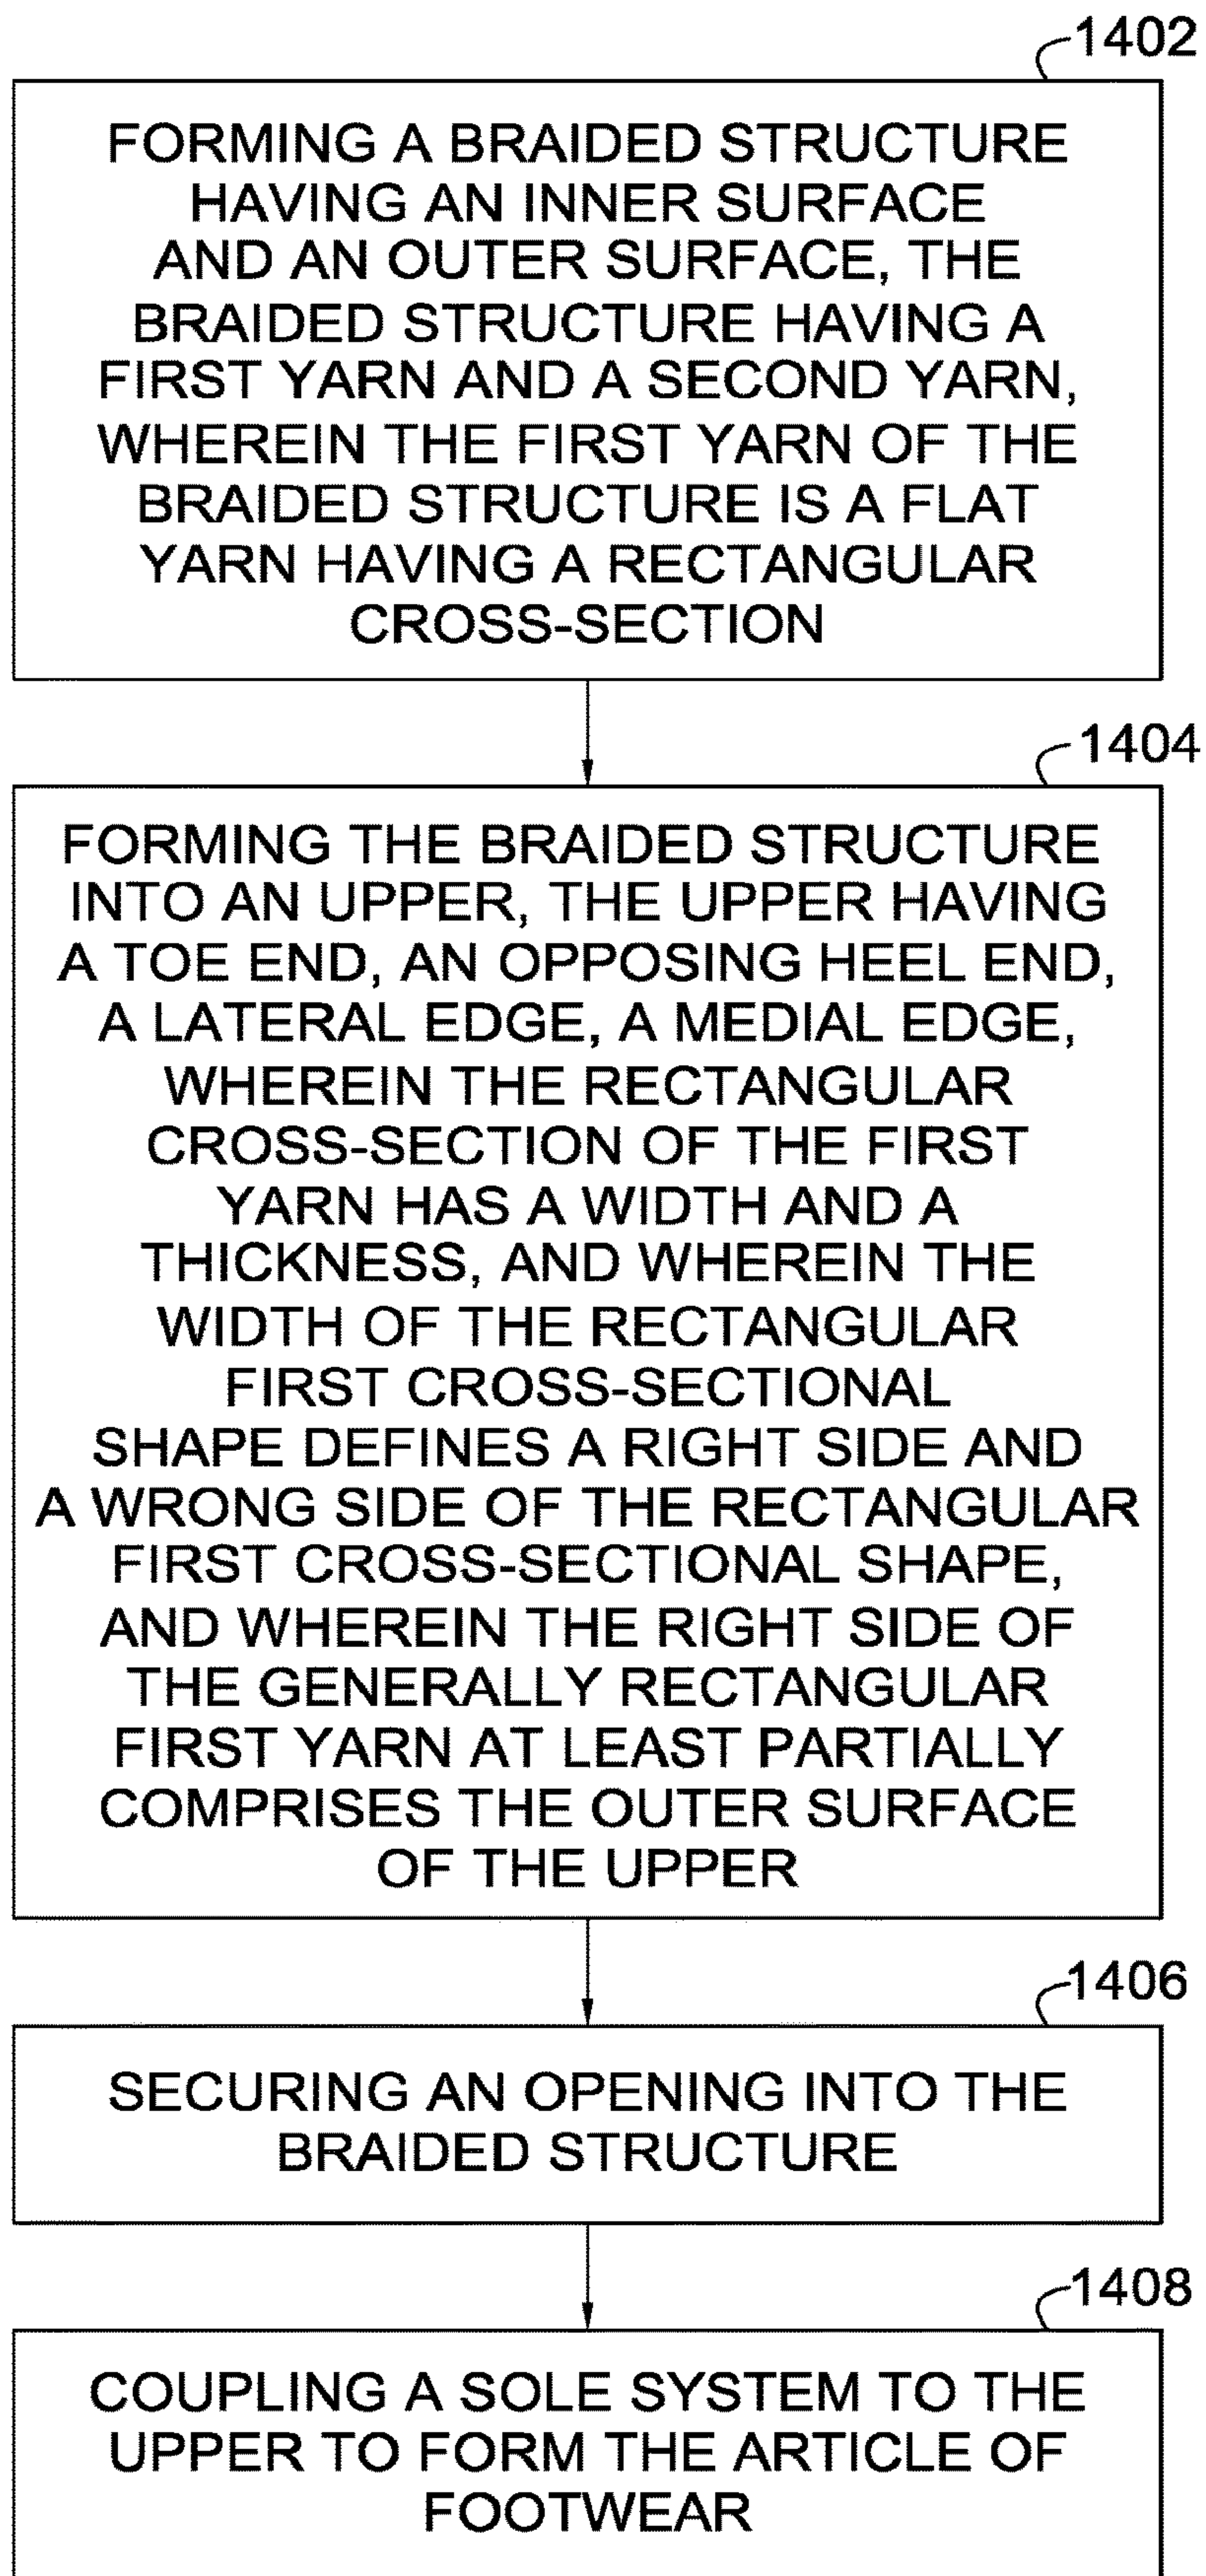 1402
FORMING A BRAIDED STRUCTURE
HAVING AN INNER SURFACE
AND AN OUTER SURFACE, THE
BRAIDED STRUCTURE HAVING A
FIRST YARN AND A SECOND YARN,
WHEREIN THE FIRST YARN OF THE
BRAIDED STRUCTURE IS A FLAT
YARN HAVING A RECTANGULAR
CROSS-SECTION
1404
FORMING THE BRAIDED STRUCTURE
INTO AN UPPER, THE UPPER HAVING
A TOE END, AN OPPOSING HEEL END,
A LATERAL EDGE, A MEDIAL EDGE,
WHEREIN THE RECTANGULAR
CROSS-SECTION OF THE FIRST
YARN HAS A WIDTH AND A
THICKNESS, AND WHEREIN THE
WIDTH OF THE RECTANGULAR
FIRST CROSS-SECTIONAL
SHAPE DEFINES A RIGHT SIDE AND
A WRONG SIDE OF THE RECTANGULAR
FIRST CROSS-SECTIONAL SHAPE,
AND WHEREIN THE RIGHT SIDE OF
THE GENERALLY RECTANGULAR
FIRST YARN AT LEAST PARTIALLY
COMPRISES THE OUTER SURFACE
OF THE UPPER
1406
SECURING AN OPENING INTO THE
BRAIDED STRUCTURE
1408
COUPLING A SOLE SYSTEM TO THE
UPPER TO FORM THE ARTICLE OF
FOOTWEAR